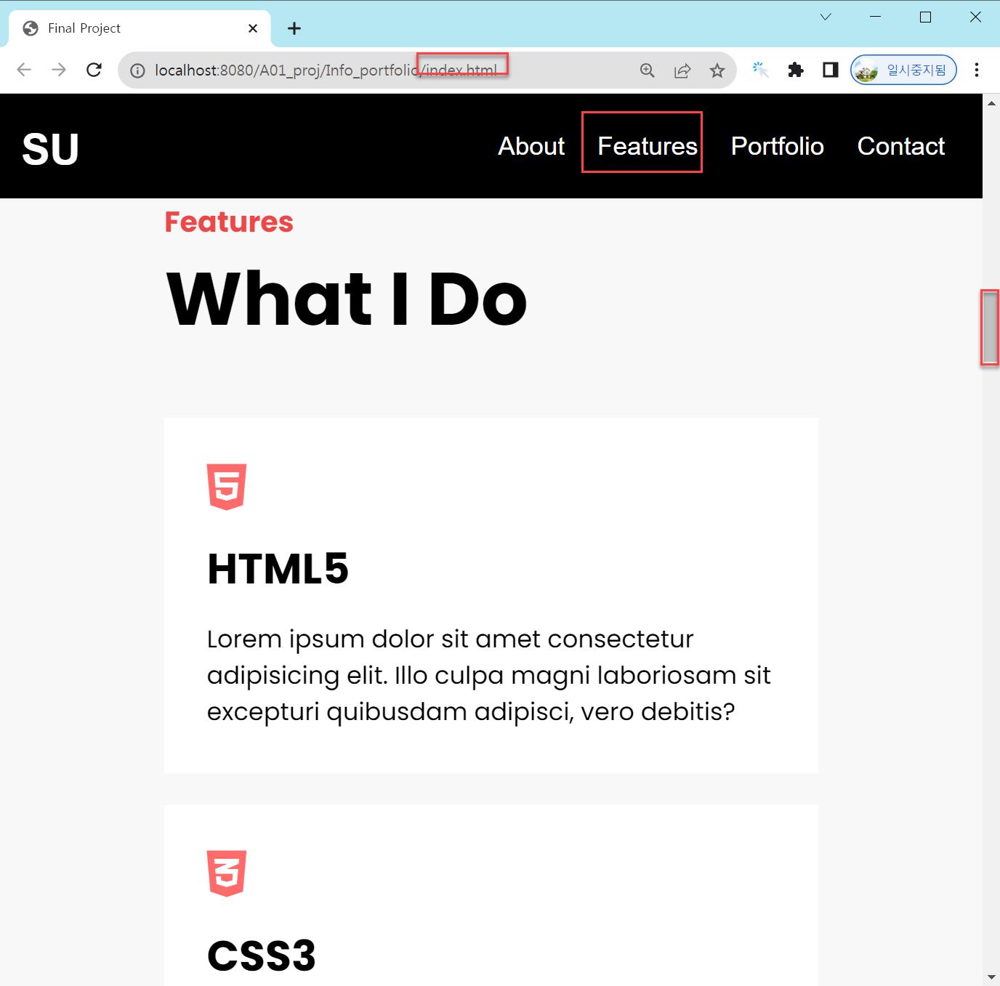 Final Project
localhost:8080/A01_proj/Info_portfolio/index.html
일시중지됨
SU
About Features Portfolio Contact
Features
What I Do
5
HTML5
Lorem ipsum dolor sit amet consectetur
adipisicing elit. Illo culpa magni laboriosam sit
excepturi quibusdam adipisci, vero debitis?
3
CSS3